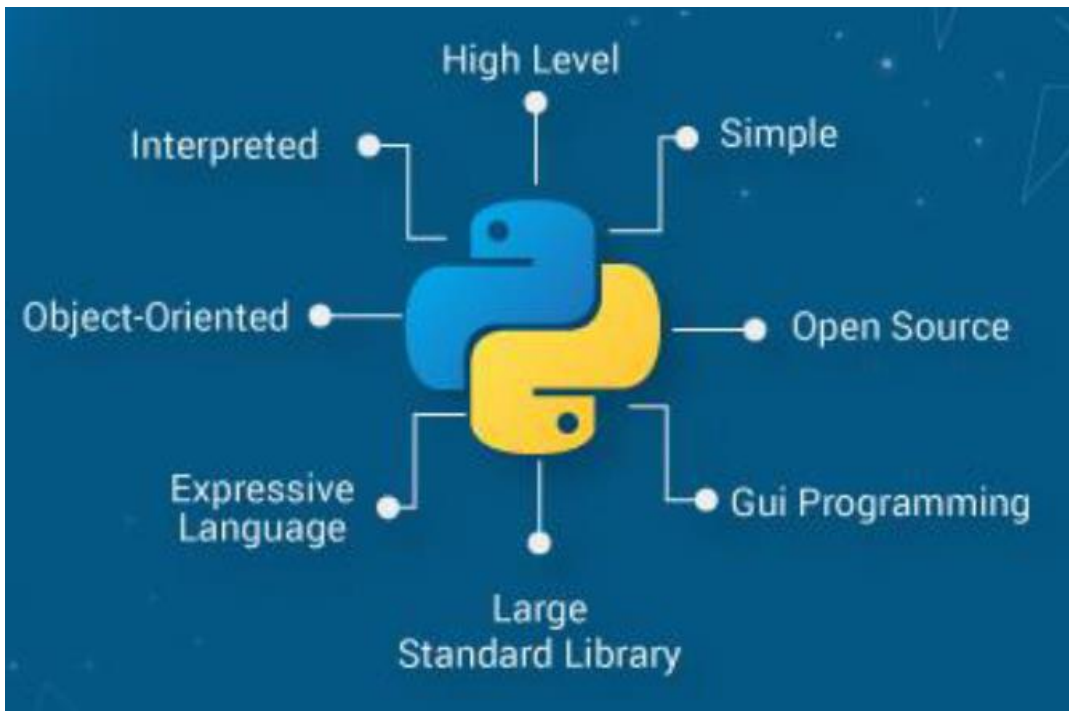 High Level
Interpreted
Simple
Object-Oriented
Open Source
Expressive
Language
Gui Programming
Large
Standard Library